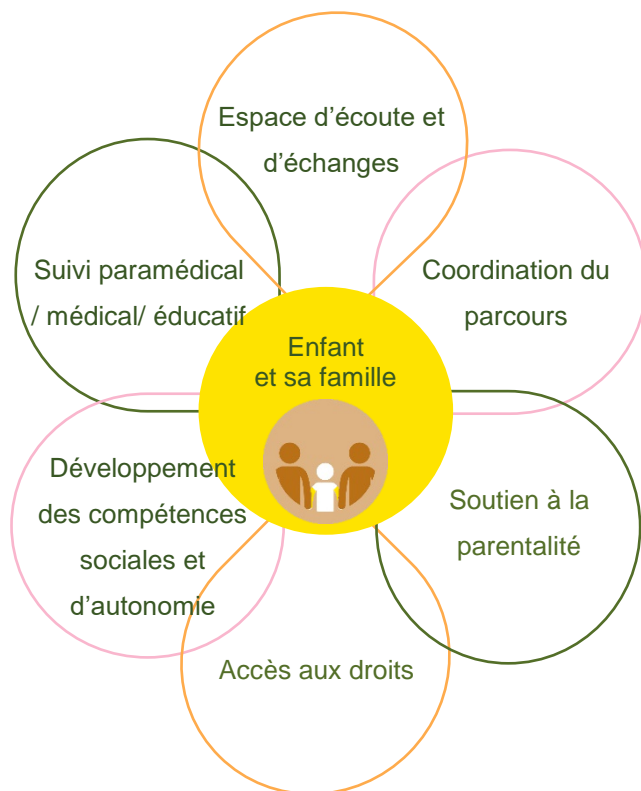 Espace d'écoute et
d'échanges
Coordination du
parcours
Soutien à la
parentalité
Accès aux droits
Développement
des compétences
sociales et
d'autonomie
Suivi paramédical
/ médical/ éducatif
Enfant
et sa famille